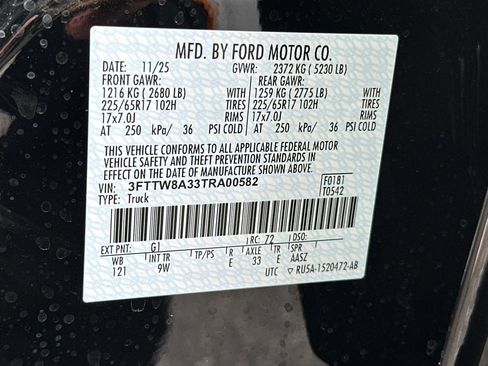 MFD. BY FORD MOTOR CO.
DATE: 11/25 GVWR: 2372 KG ( 5230 LB)
FRONT GAWR: REAR GAWR:
1216 KG ( 2680 LB) WITH 1259 KG ( 2775 LB) WITH
225/65R17 102H TIRES 225/65R17 102H TIRES
17x7.0J RIMS 17x7.0J RIMS
AT 250 kPa/ 36 PSI COLD AT 250 kPa/ 36 PSI COLD
THIS VEHICLE CONFORMS TO ALL APPLICABLE FEDERAL MOTOR
VEHICLE SAFETY AND THEFT PREVENTION STANDARDS IN
EFFECT ON THE DATE OF MANUFACTURE SHOWN ABOVE.
VIN: 3FTTW8A33TRA00582 F0181
TYPE: Truck T0542
EXT PNT: G1 RC: 72 DSO:
WB INT TR TP/PS R AXLE TR SPR
121 9W E 33 E AASZ
UTC RU5A-1520472-AB